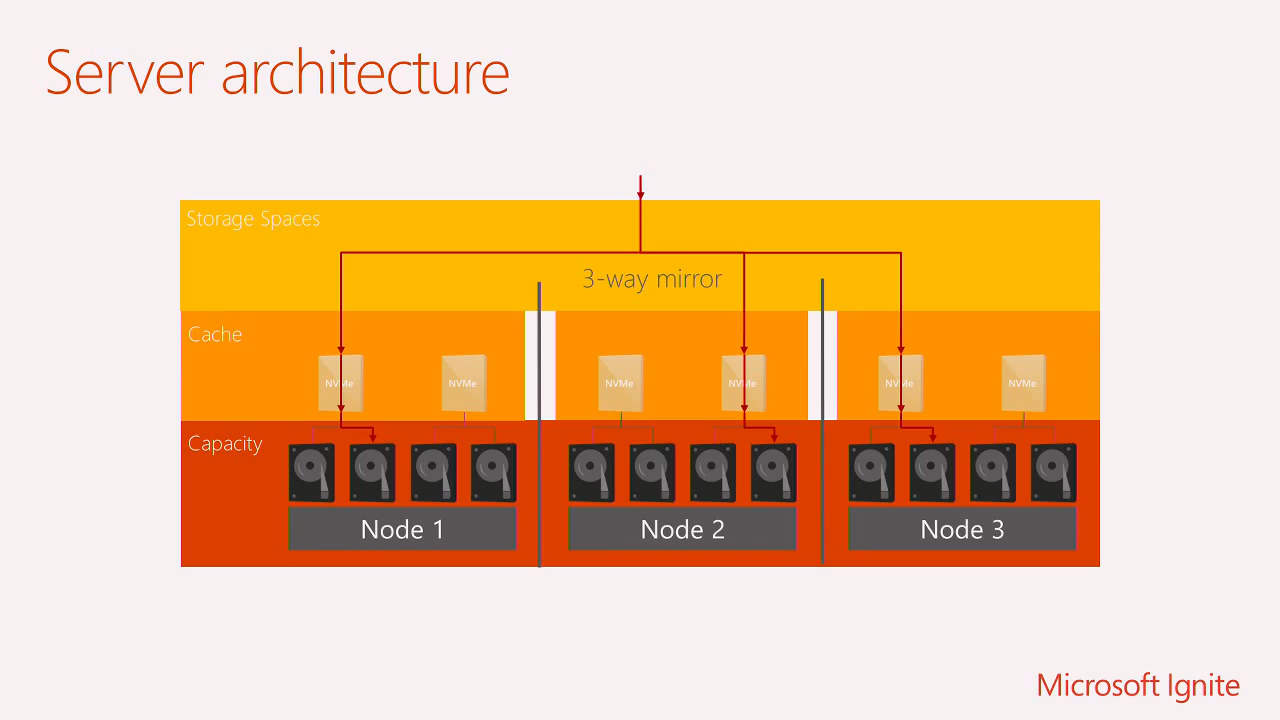 Server architecture
Storage Spaces
3-way mirror
Cache
NVMe
NVMe
NVMe
NVMe
NVMe
NVMe
Capacity
Node 1
Node 2
Node 3
Microsoft Ignite